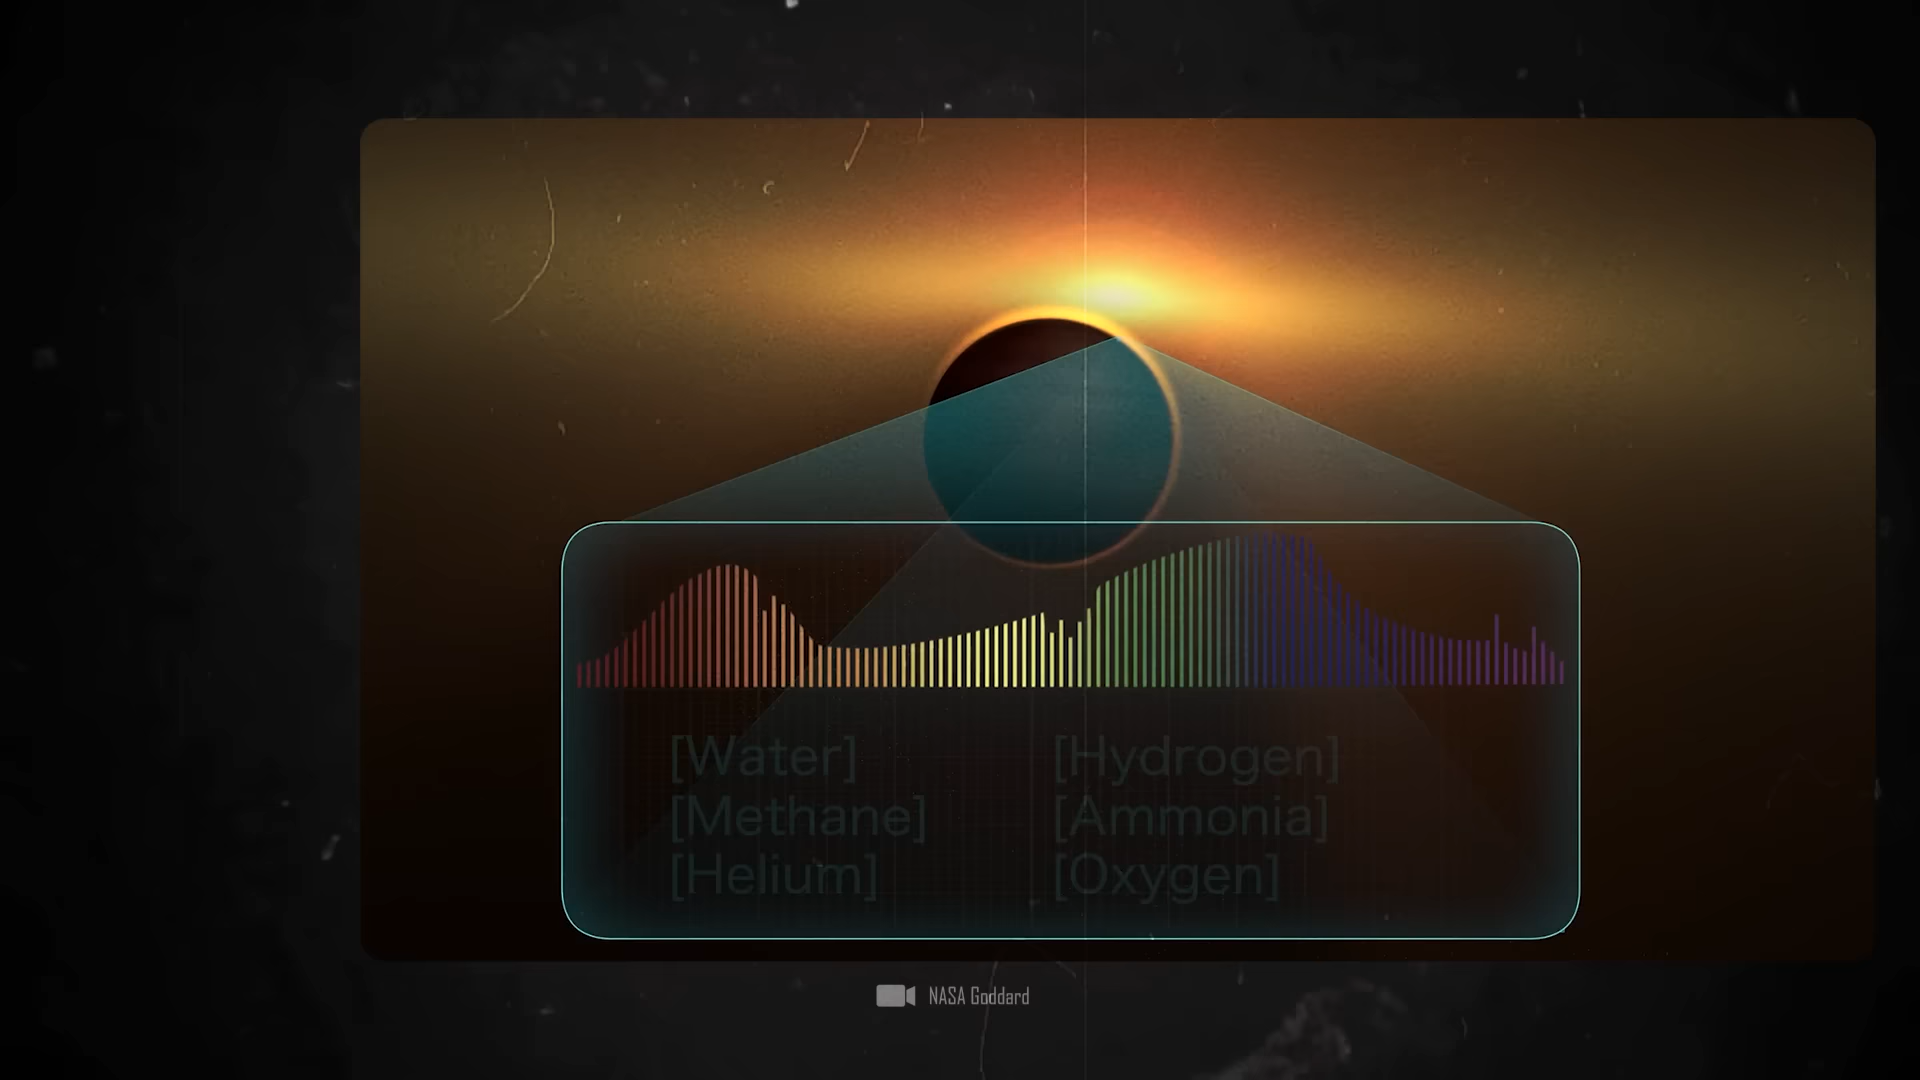 [Water] [Hydrogen]
[Methane] [Ammonia]
[Helium] [Oxygen]
NASA Goddard